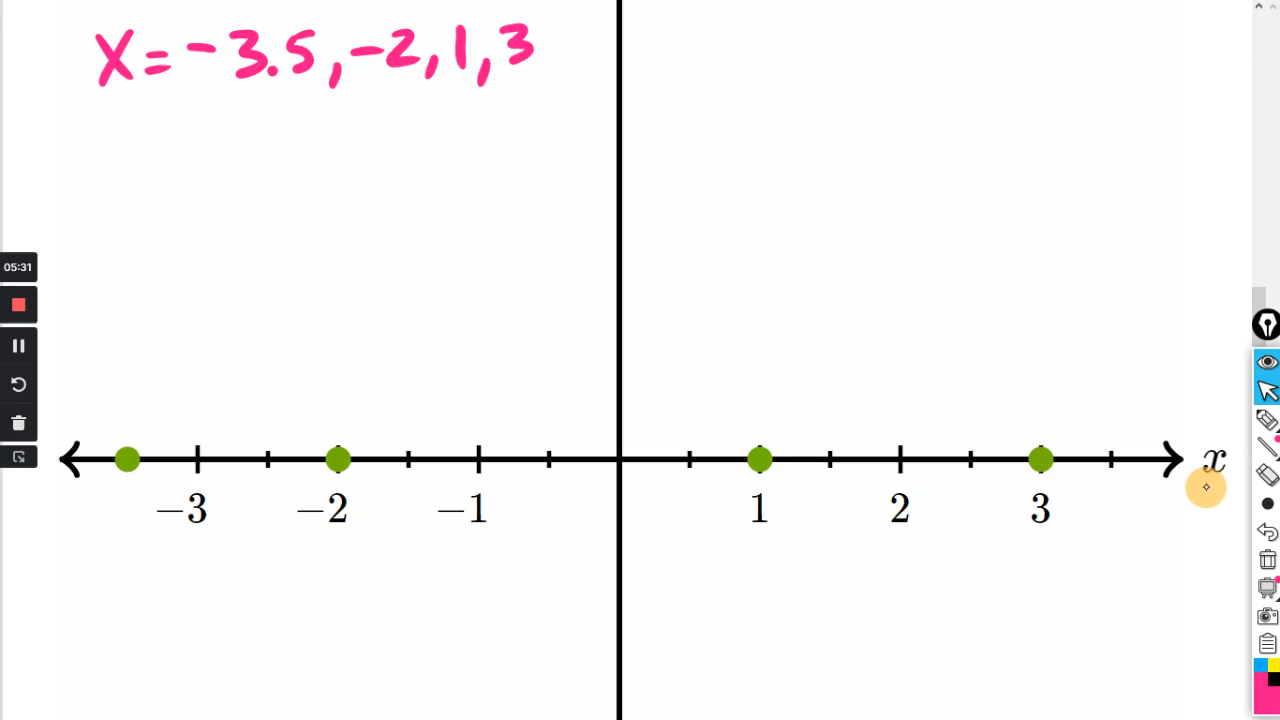 X = -3.5, -2, 1, 3
05:31
x
−3 −2 −1 1 2 3